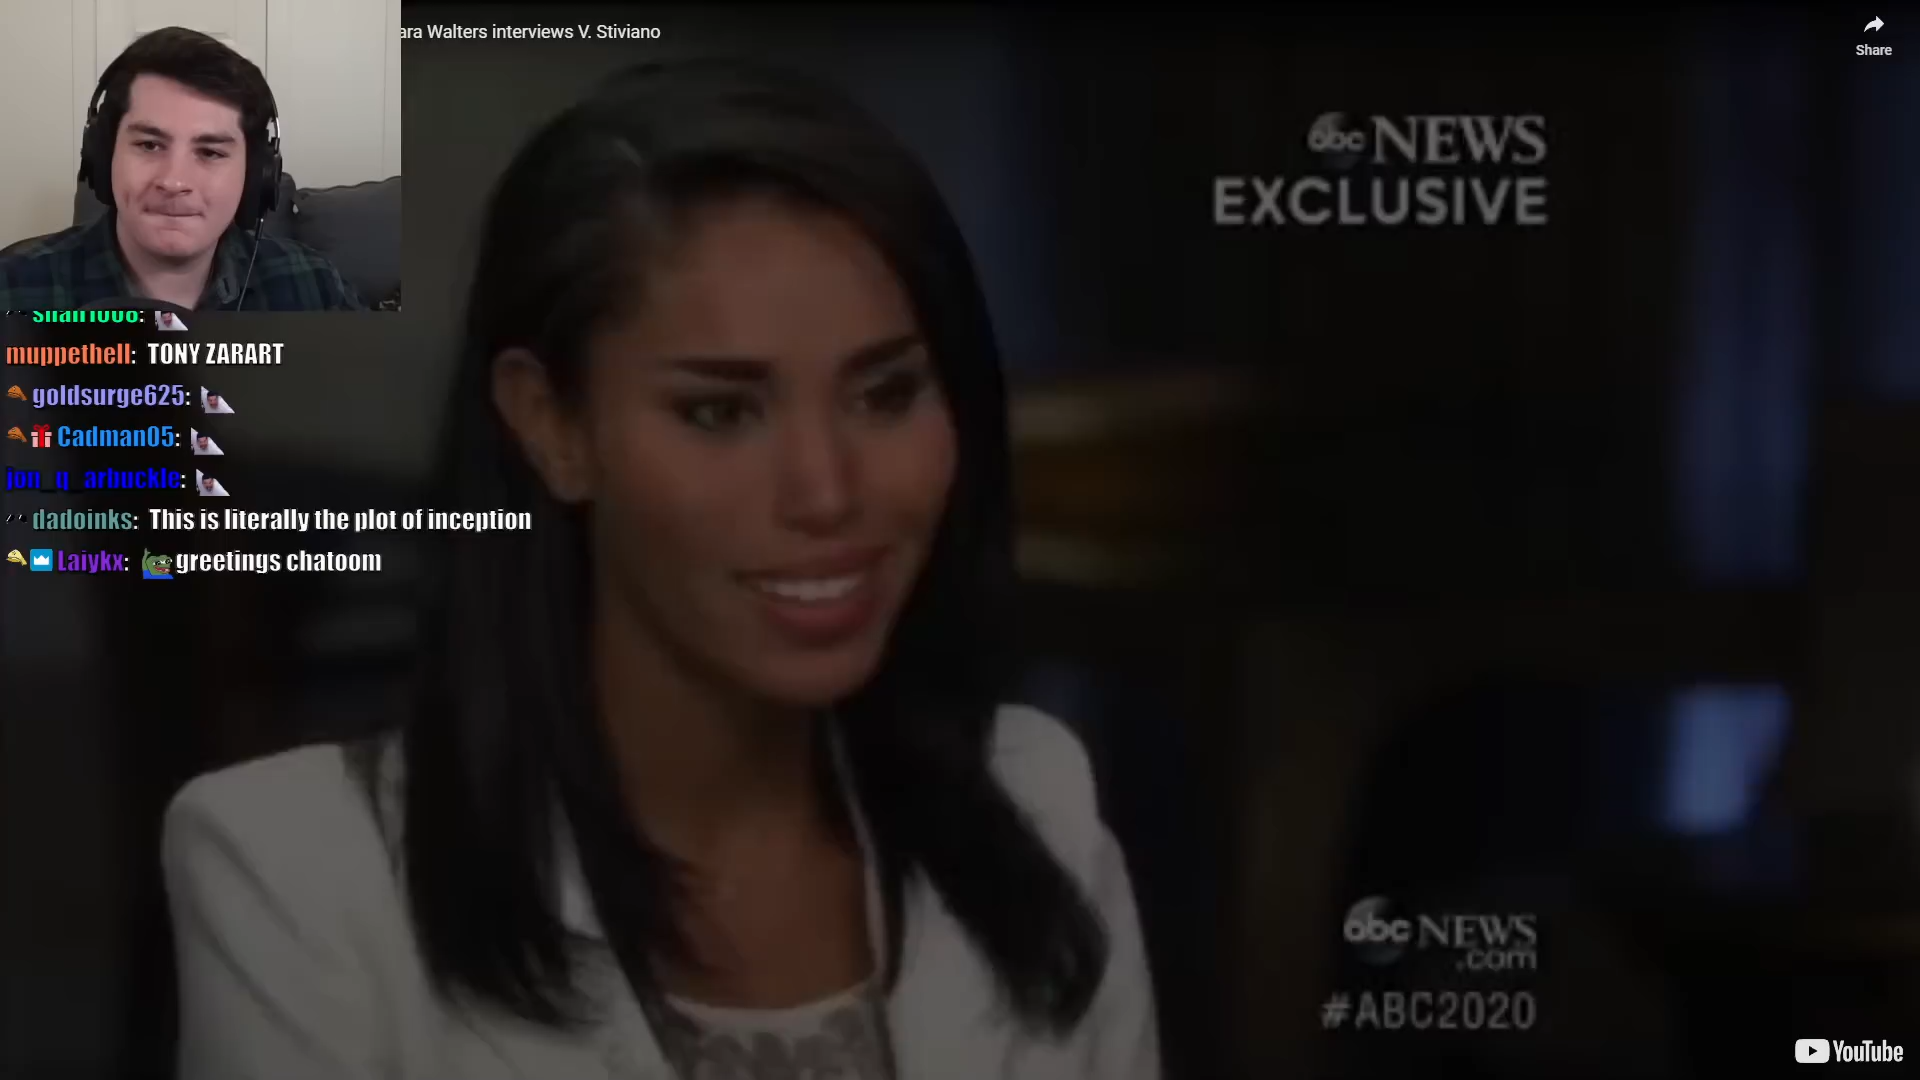 ara Walters interviews V. Stiviano
Share
abc NEWS
EXCLUSIVE
muppethell: TONY ZARART
goldsurge625:
Cadman05:
jon_q_arbuckle:
dadoinks: This is literally the plot of inception
Laiykx: greetings chatoom
abc NEWS
.com
#ABC2020
YouTube